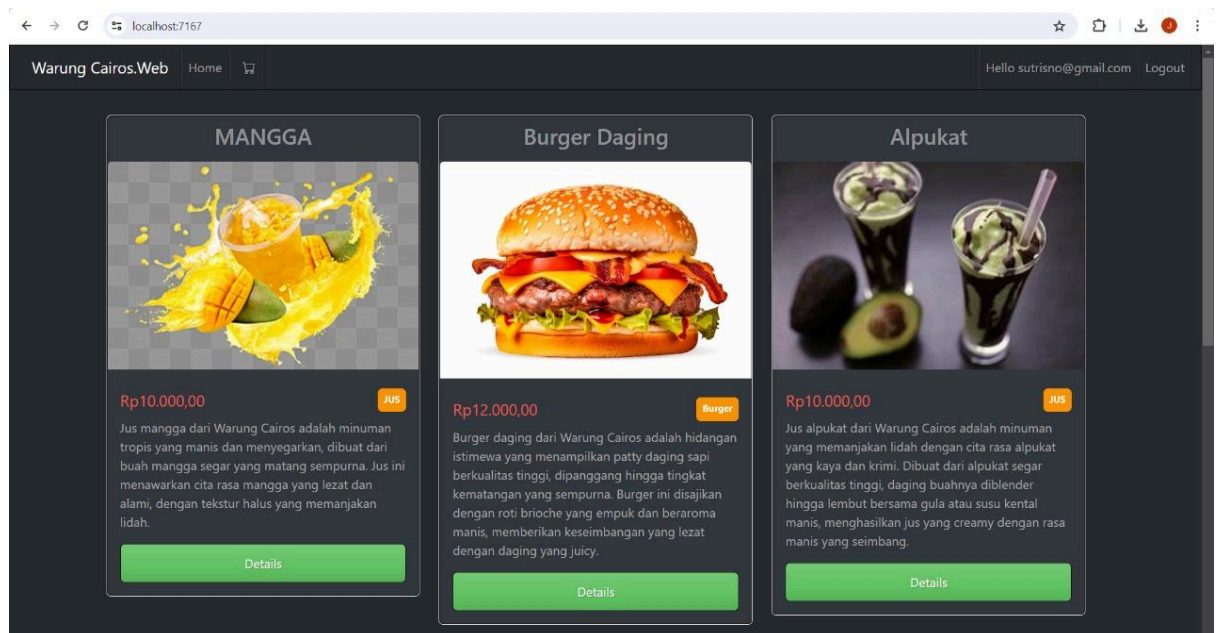 localhost:7167
J
Warung Cairos.Web
Home
Hello sutrisno@gmail.com
Logout
MANGGA
Rp10.000,00
JUS
Jus mangga dari Warung Cairos adalah minuman
tropis yang manis dan menyegarkan, dibuat dari
buah mangga segar yang matang sempurna. Jus ini
menawarkan cita rasa mangga yang lezat dan
alami, dengan tekstur halus yang memanjakan
lidah.
Details
Burger Daging
Rp12.000,00
Burger
Burger daging dari Warung Cairos adalah hidangan
istimewa yang menampilkan patty daging sapi
berkualitas tinggi, dipanggang hingga tingkat
kematangan yang sempurna. Burger ini disajikan
dengan roti brioche yang empuk dan beraroma
manis, memberikan keseimbangan yang lezat
dengan daging yang juicy.
Details
Alpukat
Rp10.000,00
JUS
Jus alpukat dari Warung Cairos adalah minuman
yang memanjakan lidah dengan cita rasa alpukat
yang kaya dan krimi. Dibuat dari alpukat segar
berkualitas tinggi, daging buahnya diblender
hingga lembut bersama gula atau susu kental
manis, menghasilkan jus yang creamy dengan rasa
manis yang seimbang.
Details